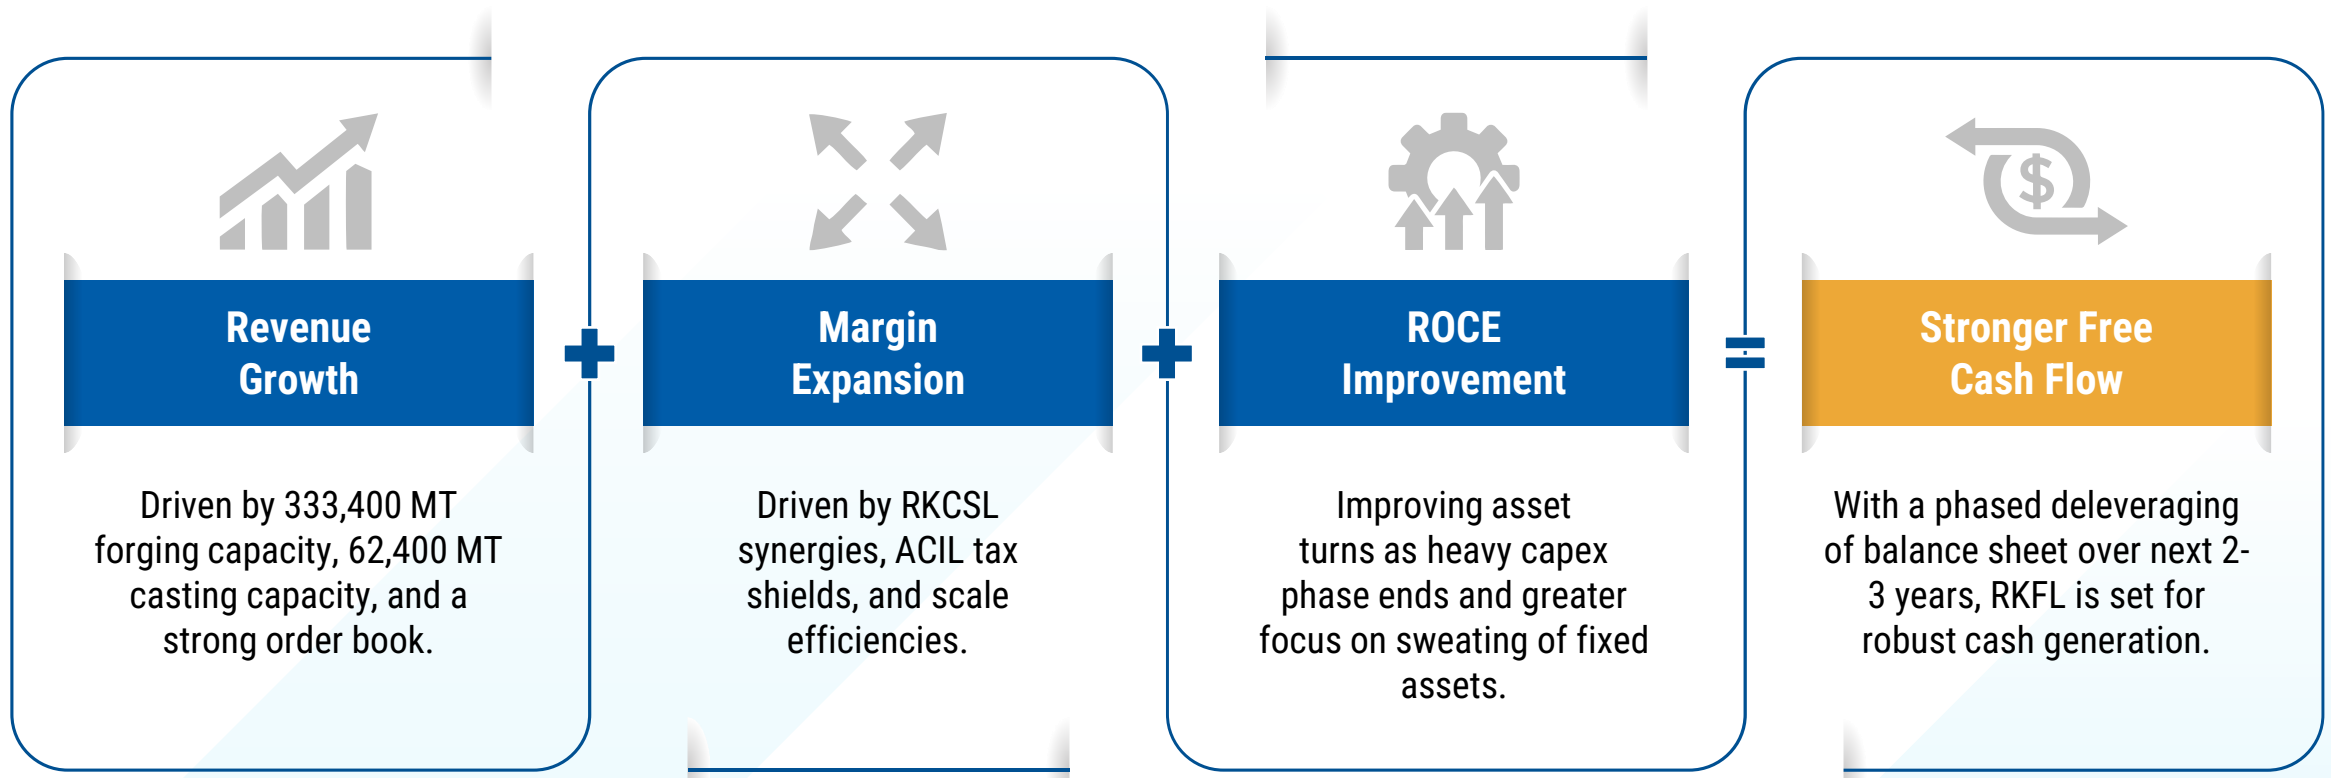 Revenue
Growth
Driven by 333,400 MT
forging capacity, 62,400 MT
casting capacity, and a
strong order book.
+
Margin
Expansion
Driven by RKCSL
synergies, ACIL tax
shields, and scale
efficiencies.
+
ROCE
Improvement
Improving asset
turns as heavy capex
phase ends and greater
focus on sweating of fixed
assets.
=
$
Stronger Free
Cash Flow
With a phased deleveraging
of balance sheet over next 2-
3 years, RKFL is set for
robust cash generation.